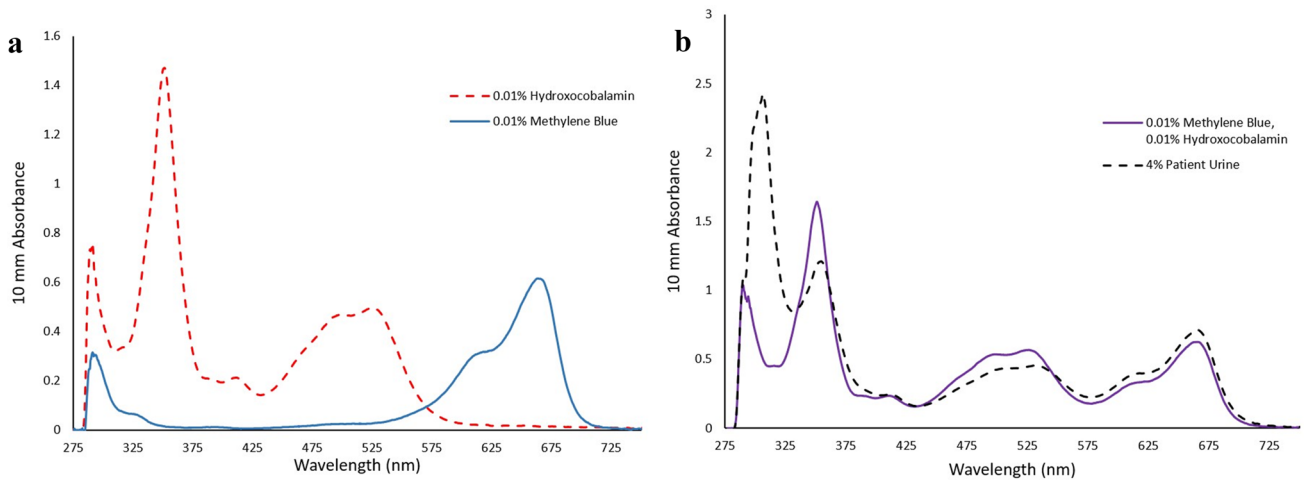 a
1.6
1.4
1.2
1
0.8
0.6
0.4
0.2
0
10 mm Absorbance
275 325 375 425 475 525 575 625 675 725
Wavelength (nm)
0.01% Hydroxocobalamin
0.01% Methylene Blue
b
3
2.5
2
1.5
1
0.5
0
10 mm Absorbance
275 325 375 425 475 525 575 625 675 725
Wavelength (nm)
0.01% Methylene Blue,
0.01% Hydroxocobalamin
4% Patient Urine